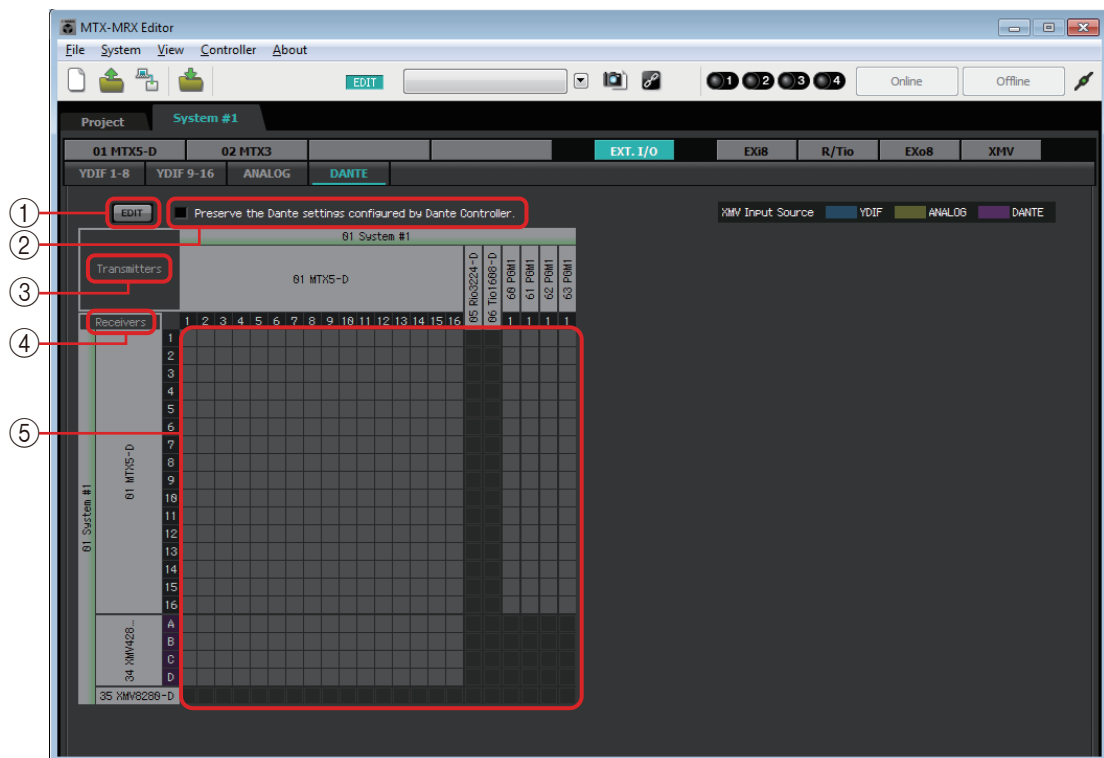 MTX-MRX Editor
File System View Controller About
EDIT 1 2 3 4 Online Offline
Project System #1
01 MTX5-D 02 MTX3 EXT. I/O EXi8 R/Tio EXo8 XMV
YDIF 1-8 YDIF 9-16 ANALOG DANTE
1 EDIT Preserve the Dante settings configured by Dante Controller. XMV Input Source YDIF ANALOG DANTE
2
01 System #1
3 Transmitters
01 MTX5-D
05 Rio3224-D
06 Tio1608-D
60 PGM1
61 PGM1
62 PGM1
63 PGM1
4 Receivers
1 2 3 4 5 6 7 8 9 10 11 12 13 14 15 16 1 1 1 1
5
01 System #1
01 MTX5-D
1
2
3
4
5
6
7
8
9
10
11
12
13
14
15
16
34 XMV428...
A
B
C
D
35 XMV8280-D